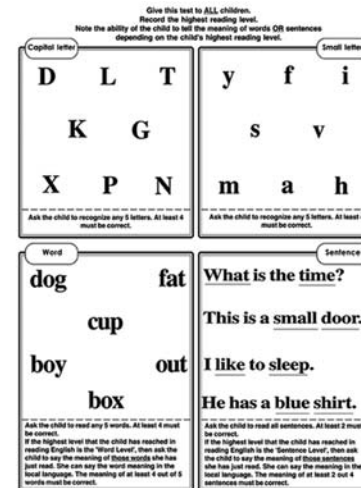 Give this test to ALL children.
Record the highest reading level.
Note the ability of the child to tell the meaning of words OR sentences
depending on the child's highest reading level.
Capital letter
D L T
K G
X P N
Ask the child to recognize any 5 letters. At least 4
must be correct.
Small letter
y f i
s v
m a h
Ask the child to recognize any 5 letters. At least
must be correct.
Word
dog fat
cup
boy out
box
Ask the child to read any 5 words. At least 4 must
be correct.
If the highest level that the child has reached in
reading English is the 'Word Level', then ask the
child to say the meaning of those words she has
just read. She can say the word meaning in the
local language. The meaning of at least 4 out of 5
words must be correct.
Sentence
What is the time?
This is a small door.
I like to sleep.
He has a blue shirt.
Ask the child to read all sentences. At least 2 must
be correct.
If the highest level that the child has reached in
reading English is the 'Sentence Level', then ask
the child to say the meaning of those sentences
she has just read. She can say the meaning in the
local language. The meaning of at least 2 out 4
sentences must be correct.